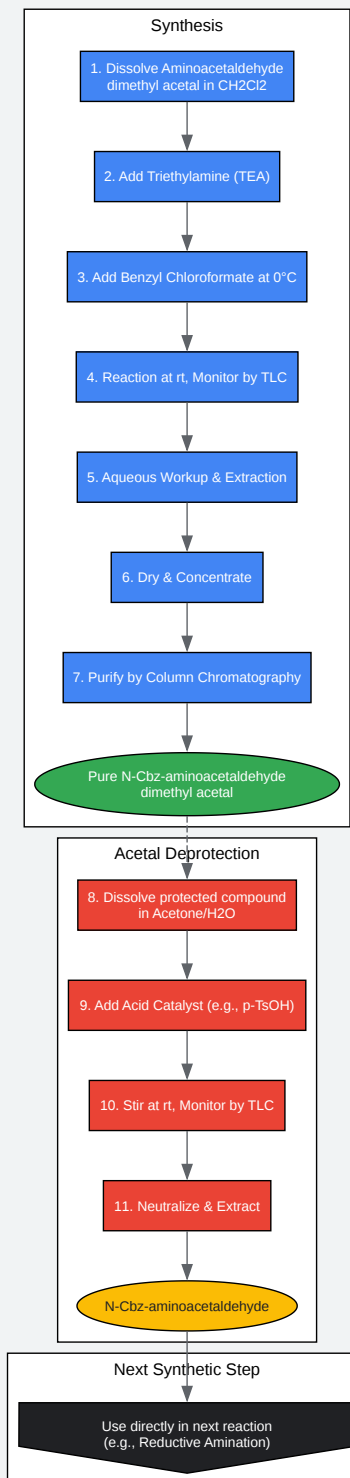 Synthesis
1. Dissolve Aminoacetaldehyde
dimethyl acetal in CH2Cl2
2. Add Triethylamine (TEA)
3. Add Benzyl Chloroformate at 0°C
4. Reaction at rt, Monitor by TLC
5. Aqueous Workup & Extraction
6. Dry & Concentrate
7. Purify by Column Chromatography
Pure N-Cbz-aminoacetaldehyde
dimethyl acetal
Acetal Deprotection
8. Dissolve protected compound
in Acetone/H2O
9. Add Acid Catalyst (e.g., p-TsOH)
10. Stir at rt, Monitor by TLC
11. Neutralize & Extract
N-Cbz-aminoacetaldehyde
Next Synthetic Step
Use directly in next reaction
(e.g., Reductive Amination)